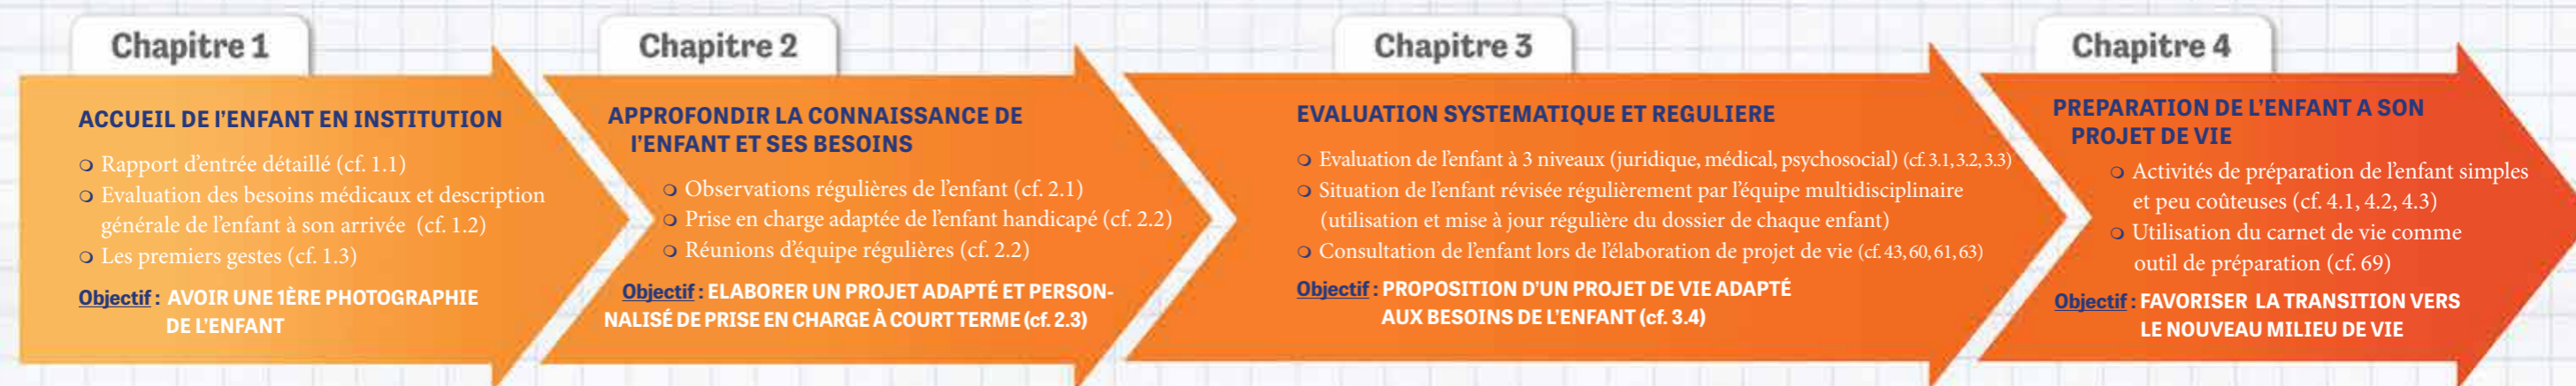 Chapitre 1
ACCUEIL DE l'ENFANT EN INSTITUTION
Rapport d'entrée détaillé (cf. 1.1)
Evaluation des besoins médicaux et description
générale de l'enfant à son arrivée (cf. 1.2)
Les premiers gestes (cf. 1.3)
Objectif : AVOIR UNE 1ÈRE PHOTOGRAPHIE
DE L'ENFANT
Chapitre 2
APPROFONDIR LA CONNAISSANCE DE
l'ENFANT ET SES BESOINS
Observations régulières de l'enfant (cf. 2.1)
Prise en charge adaptée de l'enfant handicapé (cf. 2.2)
Réunions d'équipe régulières (cf. 2.2)
Objectif : ELABORER UN PROJET ADAPTÉ ET PERSON-
NALISÉ DE PRISE EN CHARGE À COURT TERME (cf. 2.3)
Chapitre 3
EVALUATION SYSTEMATIQUE ET REGULIERE
Evaluation de l'enfant à 3 niveaux (juridique, médical, psychosocial) (cf. 3.1, 3.2, 3.3)
Situation de l'enfant révisée régulièrement par l'équipe multidisciplinaire
(utilisation et mise à jour régulière du dossier de chaque enfant)
Consultation de l'enfant lors de l'élaboration de projet de vie (cf. 43, 60, 61, 63)
Objectif : PROPOSITION D'UN PROJET DE VIE ADAPTÉ
AUX BESOINS DE L'ENFANT (cf. 3.4)
Chapitre 4
PREPARATION DE L'ENFANT A SON
PROJET DE VIE
Activités de préparation de l'enfant simples
et peu coûteuses (cf. 4.1, 4.2, 4.3)
Utilisation du carnet de vie comme
outil de préparation (cf. 69)
Objectif : FAVORISER LA TRANSITION VERS
LE NOUVEAU MILIEU DE VIE